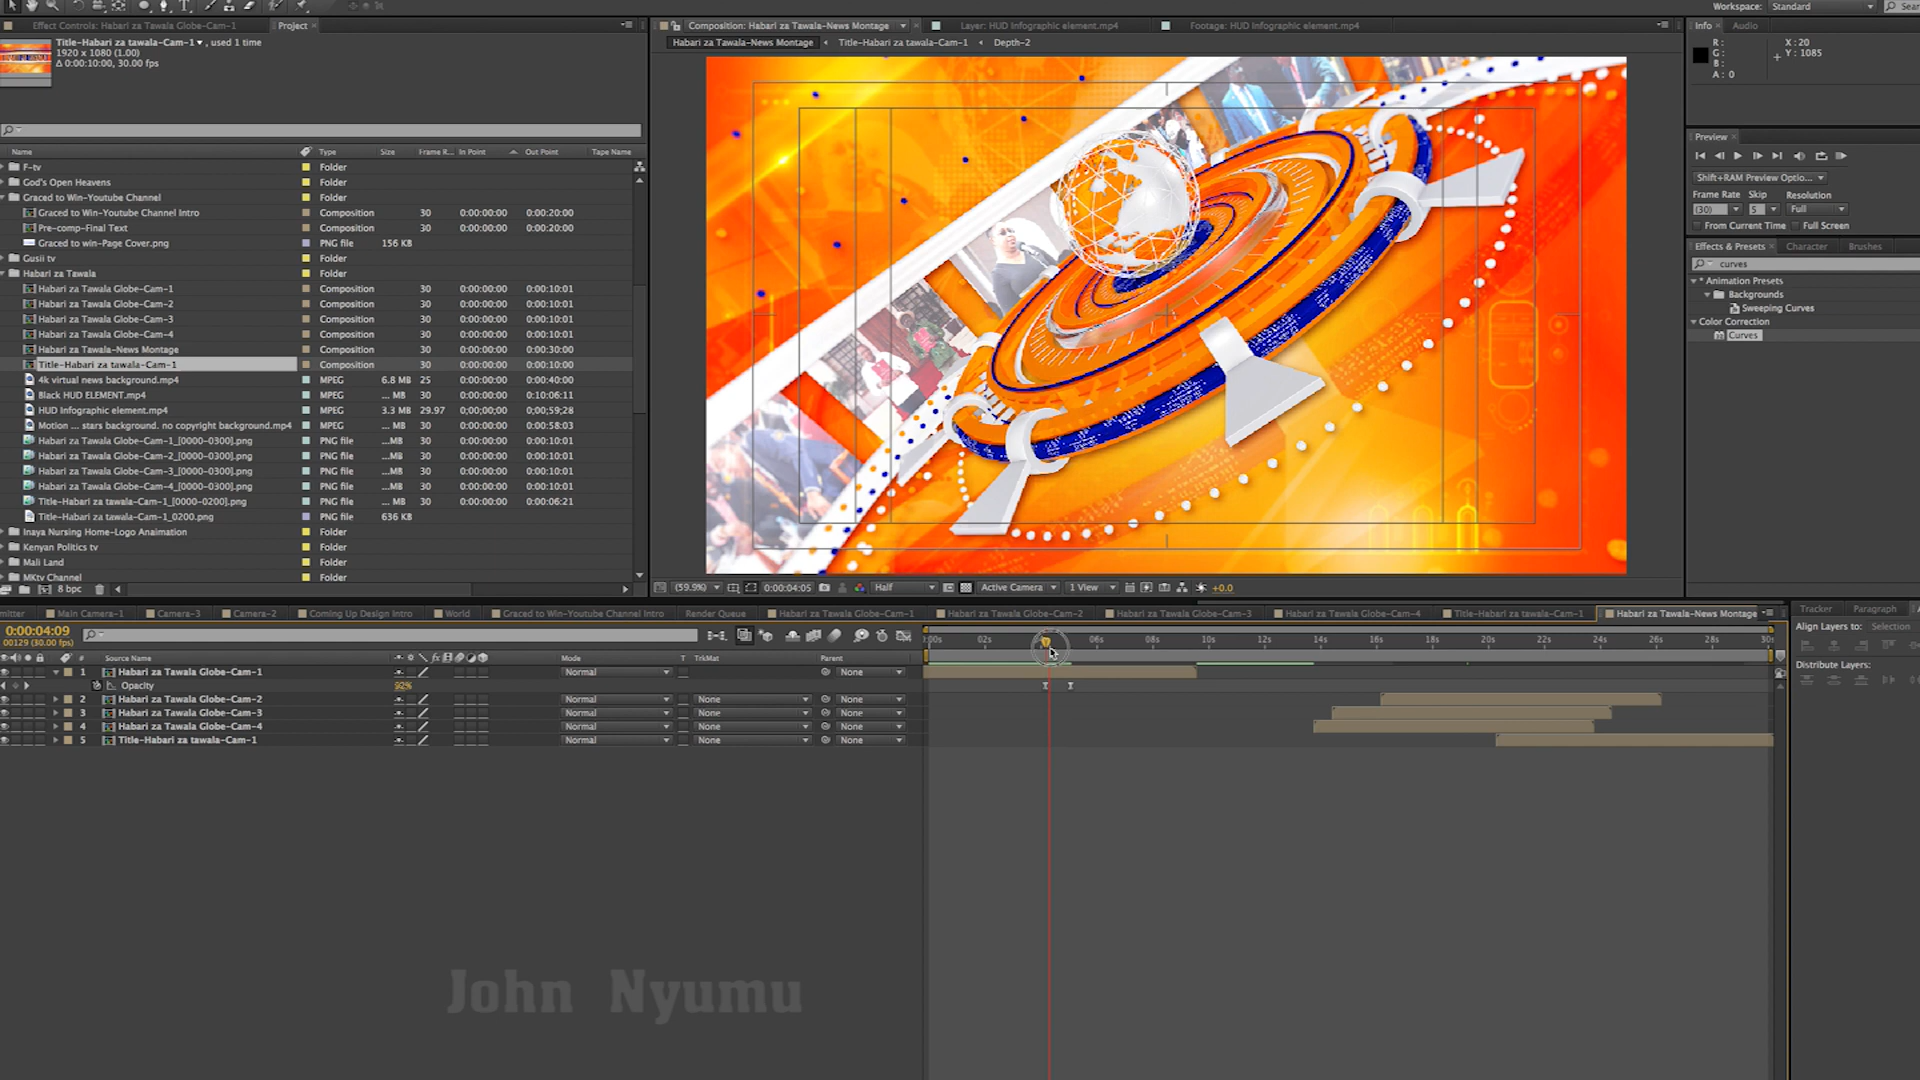 Workspace: Standard Sear
Effect Controls: Habari za Tawala Globe-Cam-1 Project
Title-Habari za tawala-Cam-1 , used 1 time
1920 x 1080 (1.00)
Δ 0:00:10:00, 30.00 fps
Name Type Size Frame R... In Point Out Point Tape Name
F-tv Folder
God's Open Heavens Folder
Graced to Win-Youtube Channel Folder
Graced to Win-Youtube Channel Intro Composition 30 0:00:00:00 0:00:20:00
Pre-comp-Final Text Composition 30 0:00:00:00 0:00:20:00
Graced to win-Page Cover.png PNG file 156 KB
Gusii tv Folder
Habari za Tawala Folder
Habari za Tawala Globe-Cam-1 Composition 30 0:00:00:00 0:00:10:01
Habari za Tawala Globe-Cam-2 Composition 30 0:00:00:00 0:00:10:01
Habari za Tawala Globe-Cam-3 Composition 30 0:00:00:00 0:00:10:01
Habari za Tawala Globe-Cam-4 Composition 30 0:00:00:00 0:00:10:01
Habari za Tawala-News Montage Composition 30 0:00:00:00 0:00:30:00
Title-Habari za tawala-Cam-1 Composition 30 0:00:00:00 0:00:10:00
4k virtual news background.mp4 MPEG 6.8 MB 25 0:00:00:00 0:00:40:00
Black HUD ELEMENT.mp4 MPEG ... MB 30 0:00:00:00 0:10:06:11
HUD Infographic element.mp4 MPEG 3.3 MB 29.97 0;00;00;00 0;00;59;28
Motion ... stars background. no copyright background.mp4 MPEG ... MB 30 0:00:00:00 0:00:58:03
Habari za Tawala Globe-Cam-1_[0000-0300].png PNG file ...MB 30 0:00:00:00 0:00:10:01
Habari za Tawala Globe-Cam-2_[0000-0300].png PNG file ...MB 30 0:00:00:00 0:00:10:01
Habari za Tawala Globe-Cam-3_[0000-0300].png PNG file ...MB 30 0:00:00:00 0:00:10:01
Habari za Tawala Globe-Cam-4_[0000-0300].png PNG file ...MB 30 0:00:00:00 0:00:10:01
Title-Habari za tawala-Cam-1_[0000-0200].png PNG file ... MB 30 0:00:00:00 0:00:06:21
Title-Habari za tawala-Cam-1_0200.png PNG file 636 KB
Inaya Nursing Home-Logo Anaimation Folder
Kenyan Politics tv Folder
Mali Land Folder
MKtv Channel Folder
8 bpc
Composition: Habari za Tawala-News Montage Layer: HUD Infographic element.mp4 Footage: HUD Infographic element.mp4
Habari za Tawala-News Montage Title-Habari za tawala-Cam-1 Depth-2
(59.9%) 0:00:04:05 Half Active Camera 1 View +0.0
Info Audio
R: X: 20
G: Y: 1085
B:
A: 0
Preview
Shift+RAM Preview Optio...
Frame Rate Skip Resolution
(30) 5 Full
From Current Time Full Screen
Effects & Presets Character Brushes
curves
* Animation Presets
Backgrounds
Sweeping Curves
Color Correction
Curves
mitter Main Camera-1 Camera-3 Camera-2 Coming Up Design Intro World Graced to Win-Youtube Channel Intro Render Queue Habari za Tawala Globe-Cam-1 Habari za Tawala Globe-Cam-2 Habari za Tawala Globe-Cam-3 Habari za Tawala Globe-Cam-4 Title-Habari za tawala-Cam-1 Habari za Tawala-News Montage
0:00:04:09
00129 (30.00 fps)
:00s 02s 06s 08s 10s 12s 14s 16s 18s 20s 22s 24s 26s 28s 30s
# Source Name fx Mode T TrkMat Parent
1 Habari za Tawala Globe-Cam-1 Normal None
Opacity 92%
2 Habari za Tawala Globe-Cam-2 Normal None None
3 Habari za Tawala Globe-Cam-3 Normal None None
4 Habari za Tawala Globe-Cam-4 Normal None None
5 Title-Habari za tawala-Cam-1 Normal None None
Tracker Paragraph
Align Layers to: Selection
Distribute Layers:
John Nyumu